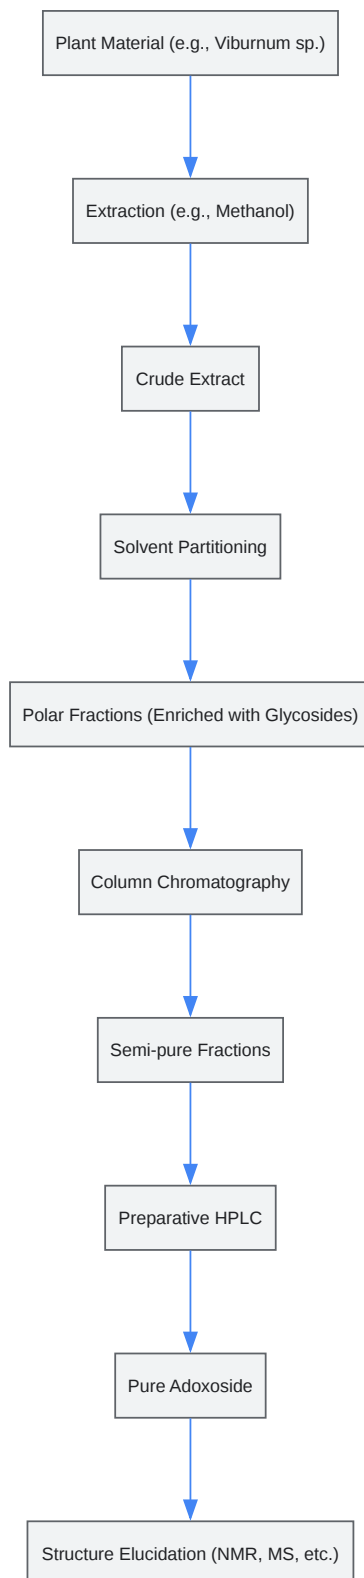 Plant Material (e.g., Viburnum sp.)
Extraction (e.g., Methanol)
Crude Extract
Solvent Partitioning
Polar Fractions (Enriched with Glycosides)
Column Chromatography
Semi-pure Fractions
Preparative HPLC
Pure Adoxoside
Structure Elucidation (NMR, MS, etc.)